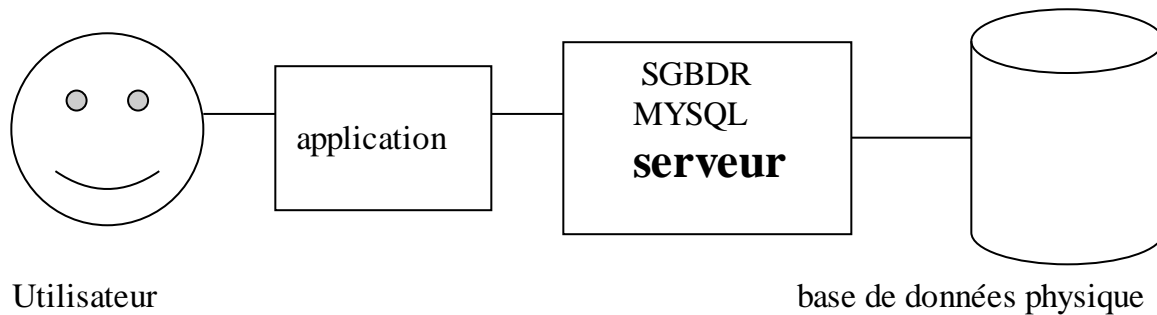 application
SGBDR
MYSQL
serveur
Utilisateur
base de données physique